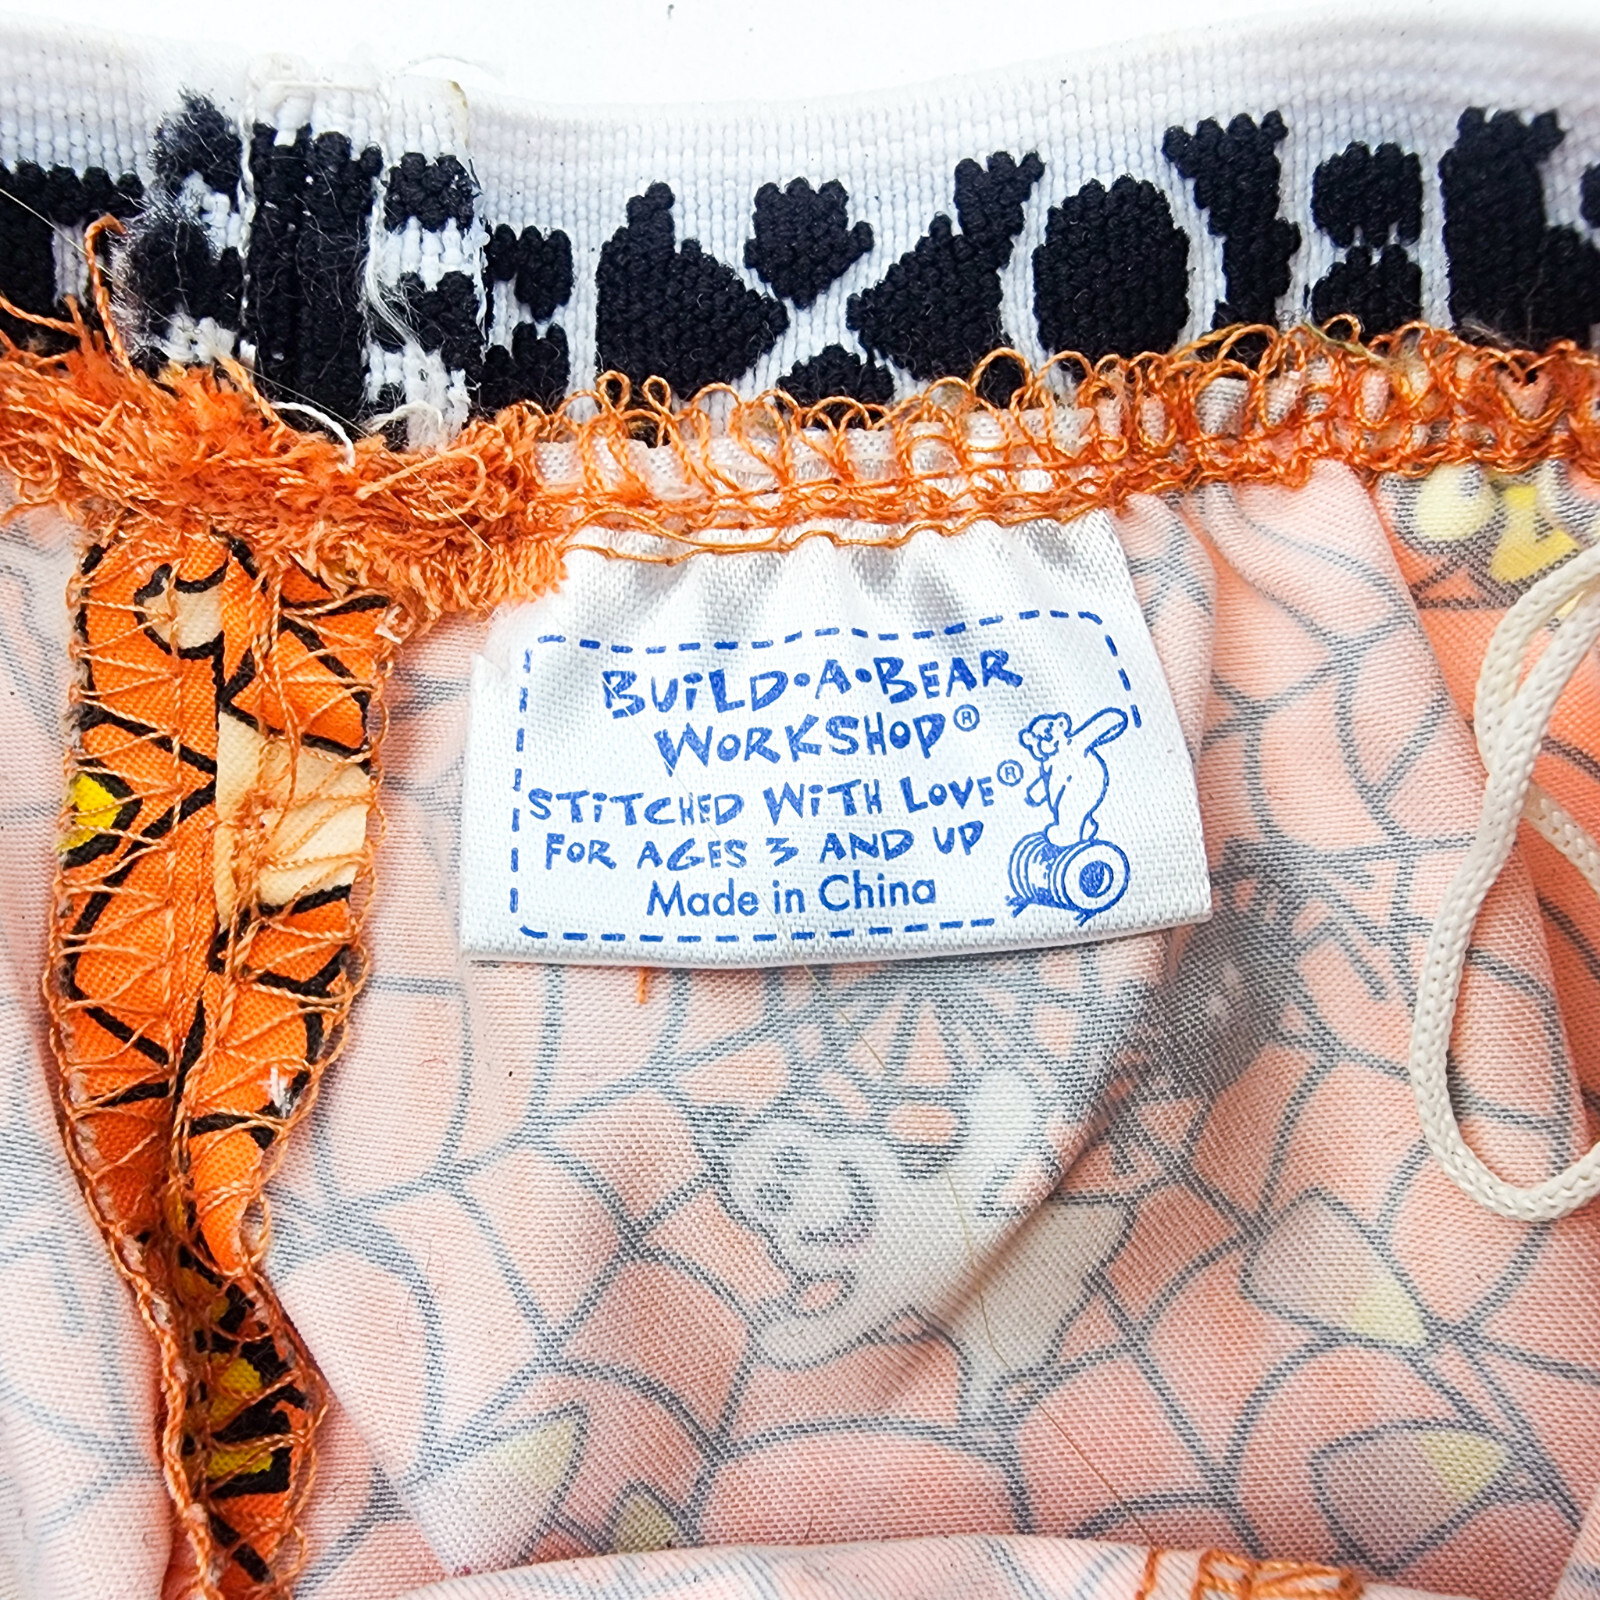 BUiLD•A•BEAR
WORKSHOP®
STiTCHED WiTH LOVE®
FOR AGES 3 AND UP
Made in China